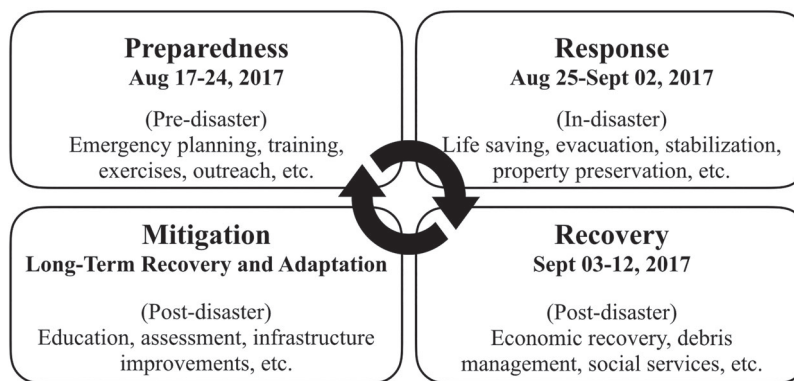 Preparedness
Aug 17-24, 2017
(Pre-disaster)
Emergency planning, training,
exercises, outreach, etc.
Response
Aug 25-Sept 02, 2017
(In-disaster)
Life saving, evacuation, stabilization,
property preservation, etc.
Mitigation
Long-Term Recovery and Adaptation
(Post-disaster)
Education, assessment, infrastructure
improvements, etc.
Recovery
Sept 03-12, 2017
(Post-disaster)
Economic recovery, debris
management, social services, etc.